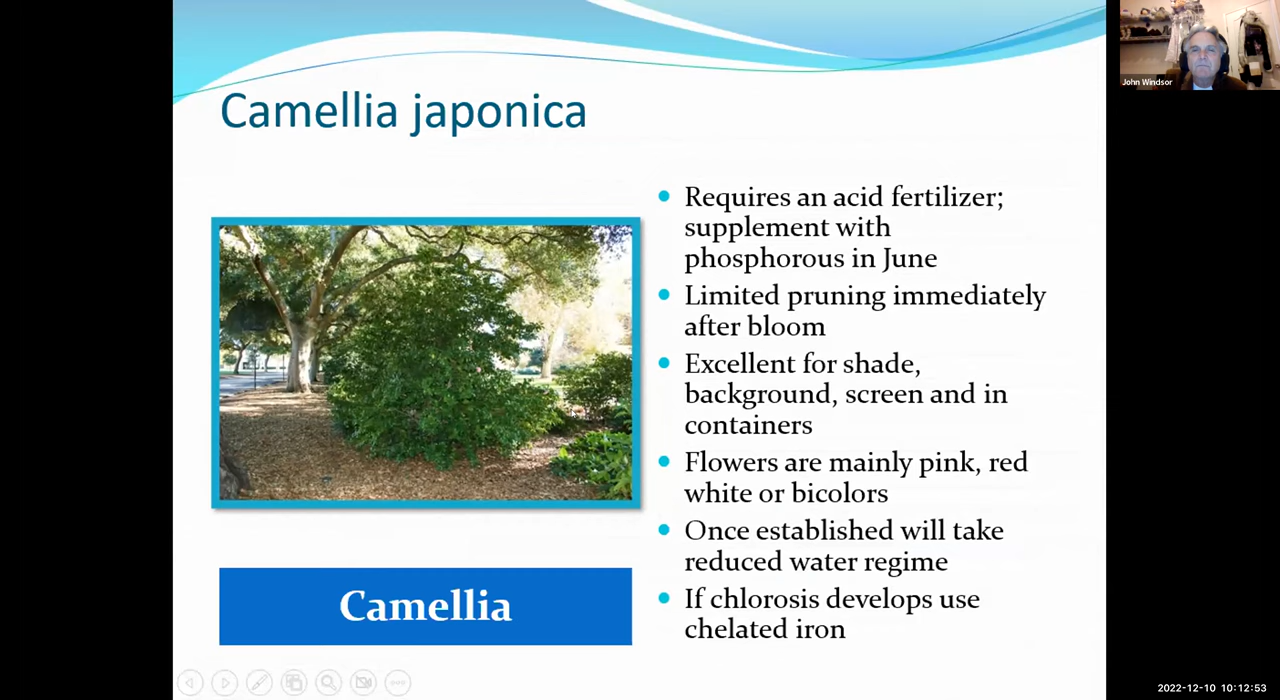 Camellia japonica
John Windsor
Requires an acid fertilizer;
supplement with
phosphorous in June
Limited pruning immediately
after bloom
Excellent for shade,
background, screen and in
containers
Flowers are mainly pink, red
white or bicolors
Once established will take
reduced water regime
If chlorosis develops use
chelated iron
Camellia
2022-12-10 10:12:53